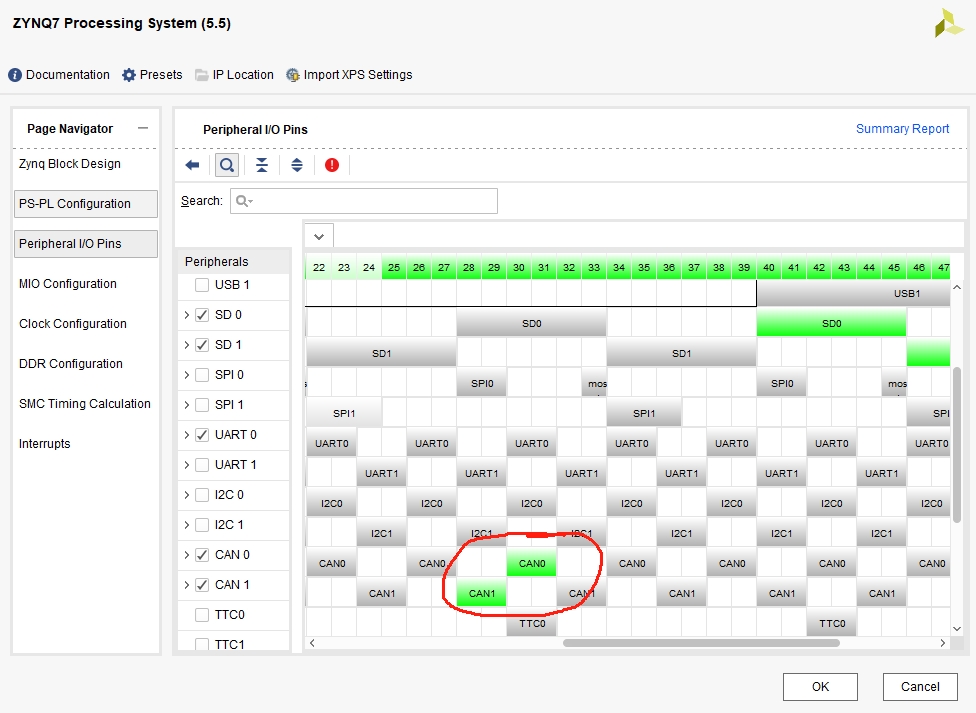 ZYNQ7 Processing System (5.5)
Documentation Presets IP Location Import XPS Settings
Page Navigator
Zynq Block Design
PS-PL Configuration
Peripheral I/O Pins
MIO Configuration
Clock Configuration
DDR Configuration
SMC Timing Calculation
Interrupts
Peripheral I/O Pins Summary Report
Search:
Peripherals 22 23 24 25 26 27 28 29 30 31 32 33 34 35 36 37 38 39 40 41 42 43 44 45 46 47
USB 1 USB1
SD 0 SD0 SD0
SD 1 SD1 SD1
SPI 0 SPI0 mos SPI0 mos
SPI 1 SPI1 SPI1 SPI
UART 0 UART0 UART0 UART0 UART0 UART0 UART0 UART0
UART 1 UART1 UART1 UART1 UART1 UART1 UART1
I2C 0 I2C0 I2C0 I2C0 I2C0 I2C0 I2C0 I2C0
I2C 1 I2C1 I2C1 I2C1 I2C1 I2C1 I2C1
CAN 0 CAN0 CAN0 CAN0 CAN0 CAN0 CAN0 CAN0
CAN 1 CAN1 CAN1 CAN1 CAN1 CAN1 CAN1
TTC0 TTC0 TTC0
TTC1
OK Cancel